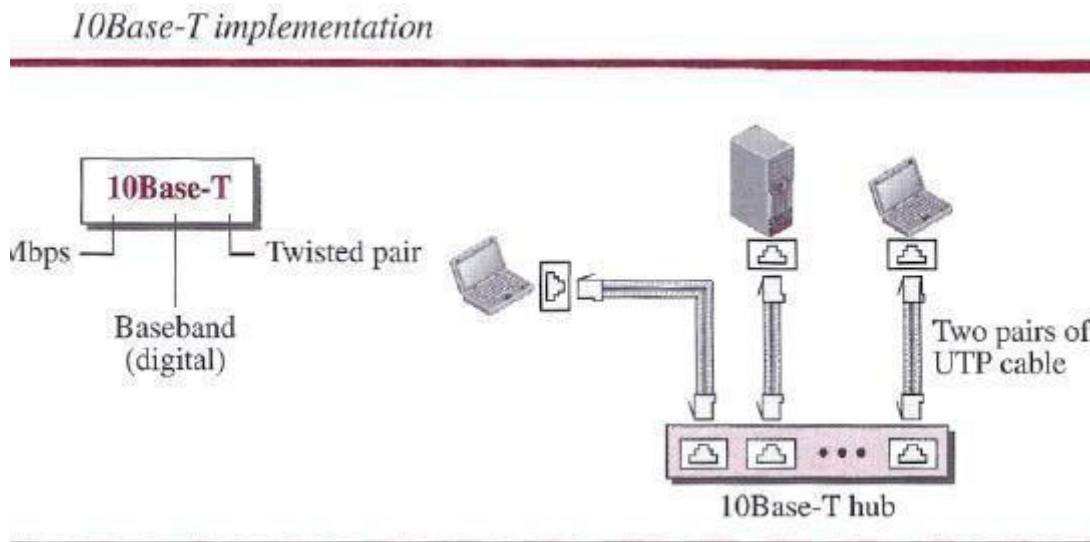 10Base-T implementation
10Base-T
Mbps
Twisted pair
Baseband
(digital)
Two pairs of
UTP cable
10Base-T hub